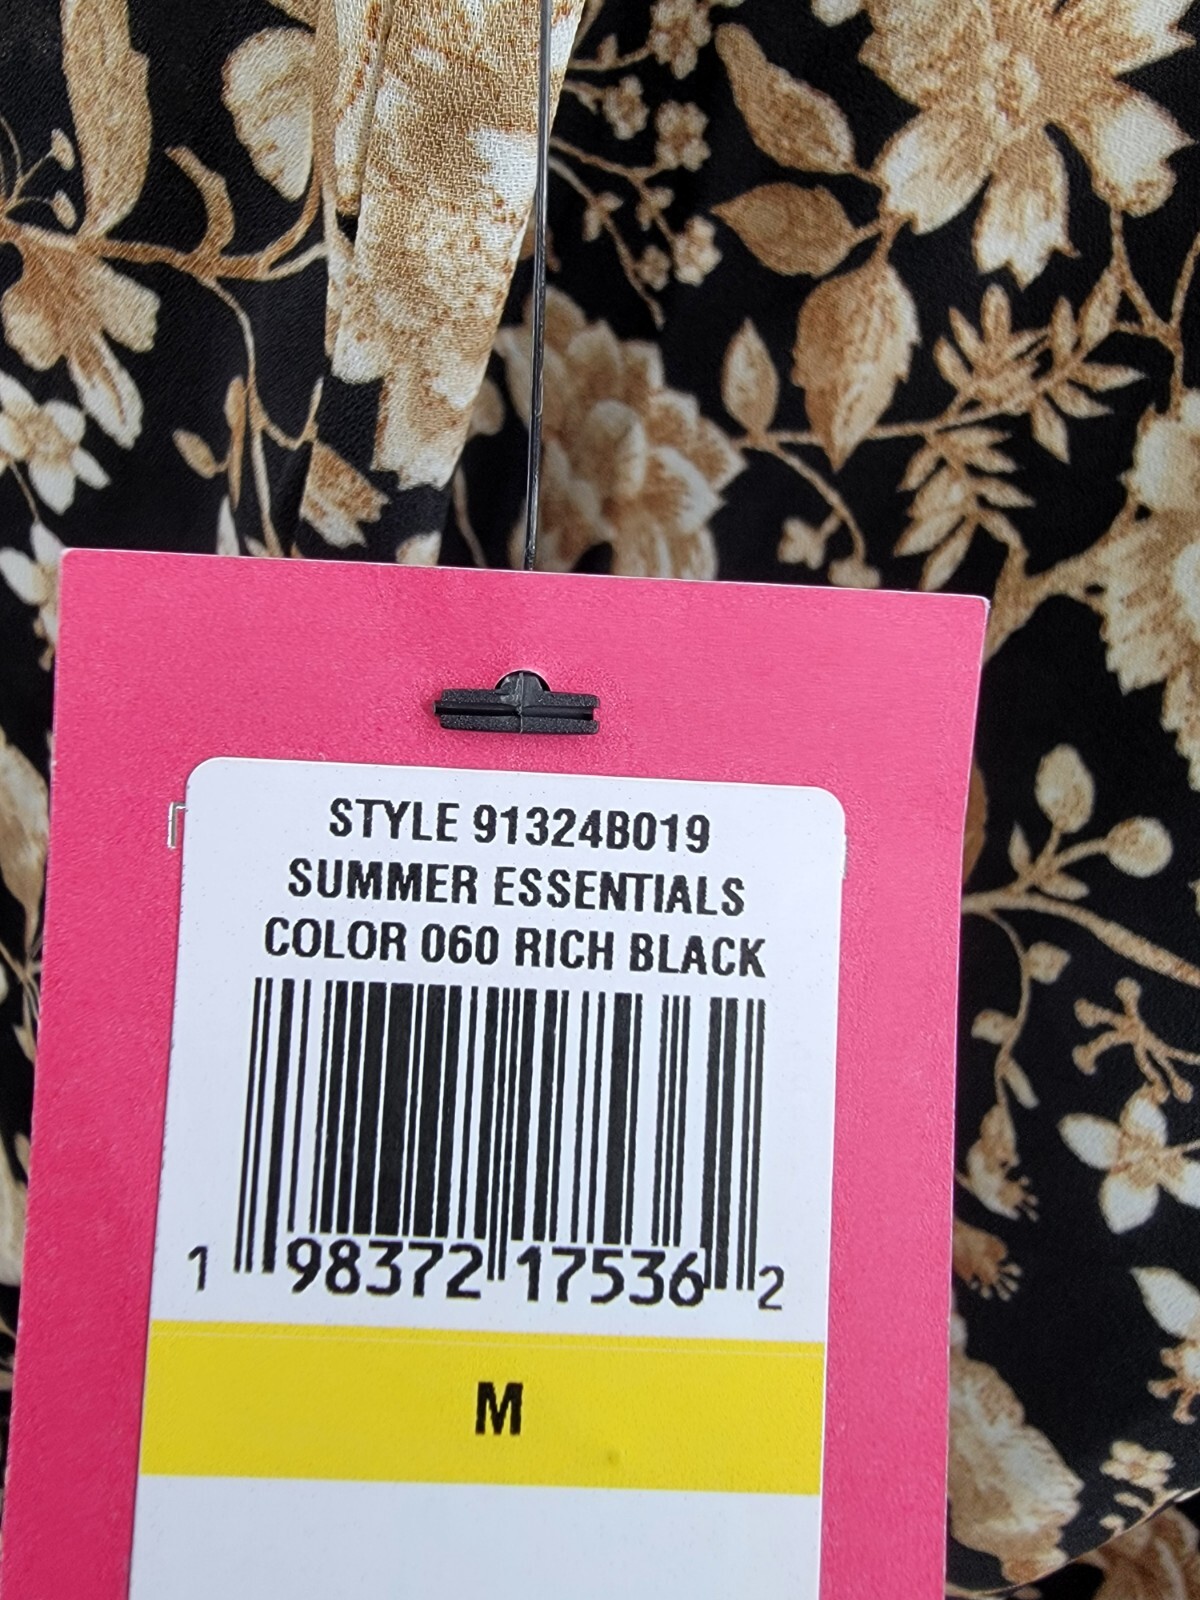 STYLE 91324B019
SUMMER ESSENTIALS
COLOR 060 RICH BLACK
1 98372 17536 2
M